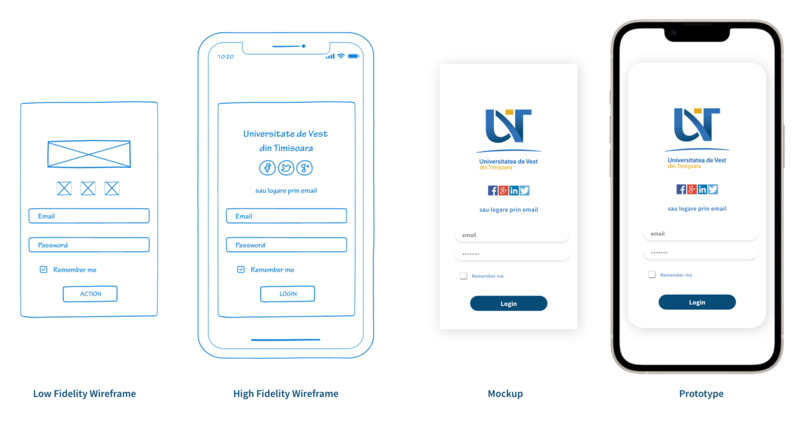 Email
Password
Remember me
ACTION
Low Fidelity Wireframe
10:20
Universitate de Vest
din Timisoara
sau logare prin email
Email
Password
Remember me
LOGIN
High Fidelity Wireframe
UVT
Universitatea de Vest
din Timișoara
sau logare prin email
email
•••••••
Remember me
Login
Mockup
UVT
Universitatea de Vest
din Timișoara
sau logare prin email
email
•••••••
Remember me
Login
Prototype